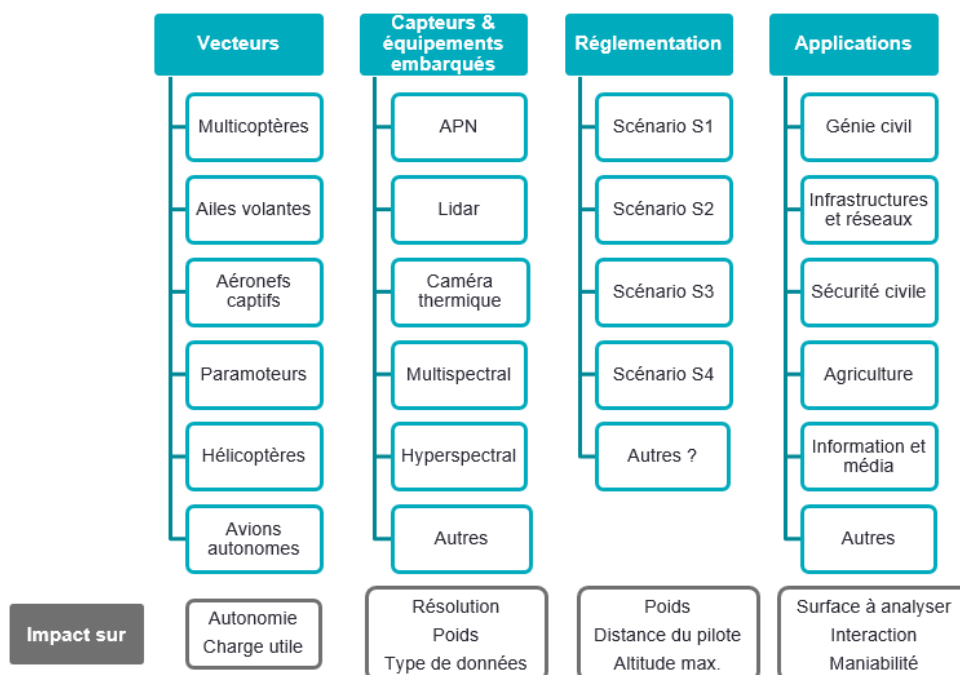 Vecteurs
Multicoptères
Ailes volantes
Aéronefs
captifs
Paramoteurs
Hélicoptères
Avions
autonomes
Capteurs &
équipements
embarqués
APN
Lidar
Caméra
thermique
Multispectral
Hyperspectral
Autres
Réglementation
Scénario S1
Scénario S2
Scénario S3
Scénario S4
Autres ?
Applications
Génie civil
Infrastructures
et réseaux
Sécurité civile
Agriculture
Information et
média
Autres
Impact sur
Autonomie
Charge utile
Résolution
Poids
Type de données
Poids
Distance du pilote
Altitude max.
Surface à analyser
Interaction
Maniabilité